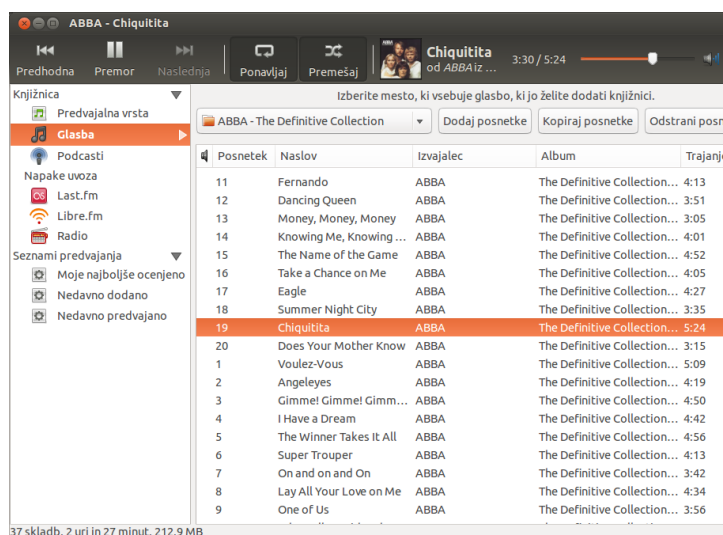 ABBA - Chiquitita
Predhodna Premor Naslednja Ponavljaj Premešaj
Chiquitita
od ABBA iz ...
3:30 / 5:24
Knjižnica
Predvajalna vrsta
Glasba
Podcasti
Napake uvoza
Last.fm
Libre.fm
Radio
Seznami predvajanja
Moje najboljše ocenjeno
Nedavno dodano
Nedavno predvajano
Izberite mesto, ki vsebuje glasbo, ki jo želite dodati knjižnici.
ABBA - The Definitive Collection Dodaj posnetke Kopiraj posnetke Odstrani posn
Posnetek Naslov Izvajalec Album Trajanj
11 Fernando ABBA The Definitive Collection... 4:13
12 Dancing Queen ABBA The Definitive Collection... 3:51
13 Money, Money, Money ABBA The Definitive Collection... 3:05
14 Knowing Me, Knowing ... ABBA The Definitive Collection... 4:01
15 The Name of the Game ABBA The Definitive Collection... 4:52
16 Take a Chance on Me ABBA The Definitive Collection... 4:05
17 Eagle ABBA The Definitive Collection... 4:27
18 Summer Night City ABBA The Definitive Collection... 3:35
19 Chiquitita ABBA The Definitive Collection... 5:24
20 Does Your Mother Know ABBA The Definitive Collection... 3:15
1 Voulez-Vous ABBA The Definitive Collection... 5:09
2 Angeleyes ABBA The Definitive Collection... 4:19
3 Gimme! Gimme! Gimm... ABBA The Definitive Collection... 4:50
4 I Have a Dream ABBA The Definitive Collection... 4:42
5 The Winner Takes It All ABBA The Definitive Collection... 4:56
6 Super Trouper ABBA The Definitive Collection... 4:13
7 On and on and On ABBA The Definitive Collection... 3:42
8 Lay All Your Love on Me ABBA The Definitive Collection... 4:34
9 One of Us ABBA The Definitive Collection... 3:56
37 skladb, 2 uri in 27 minut, 212,9 MB